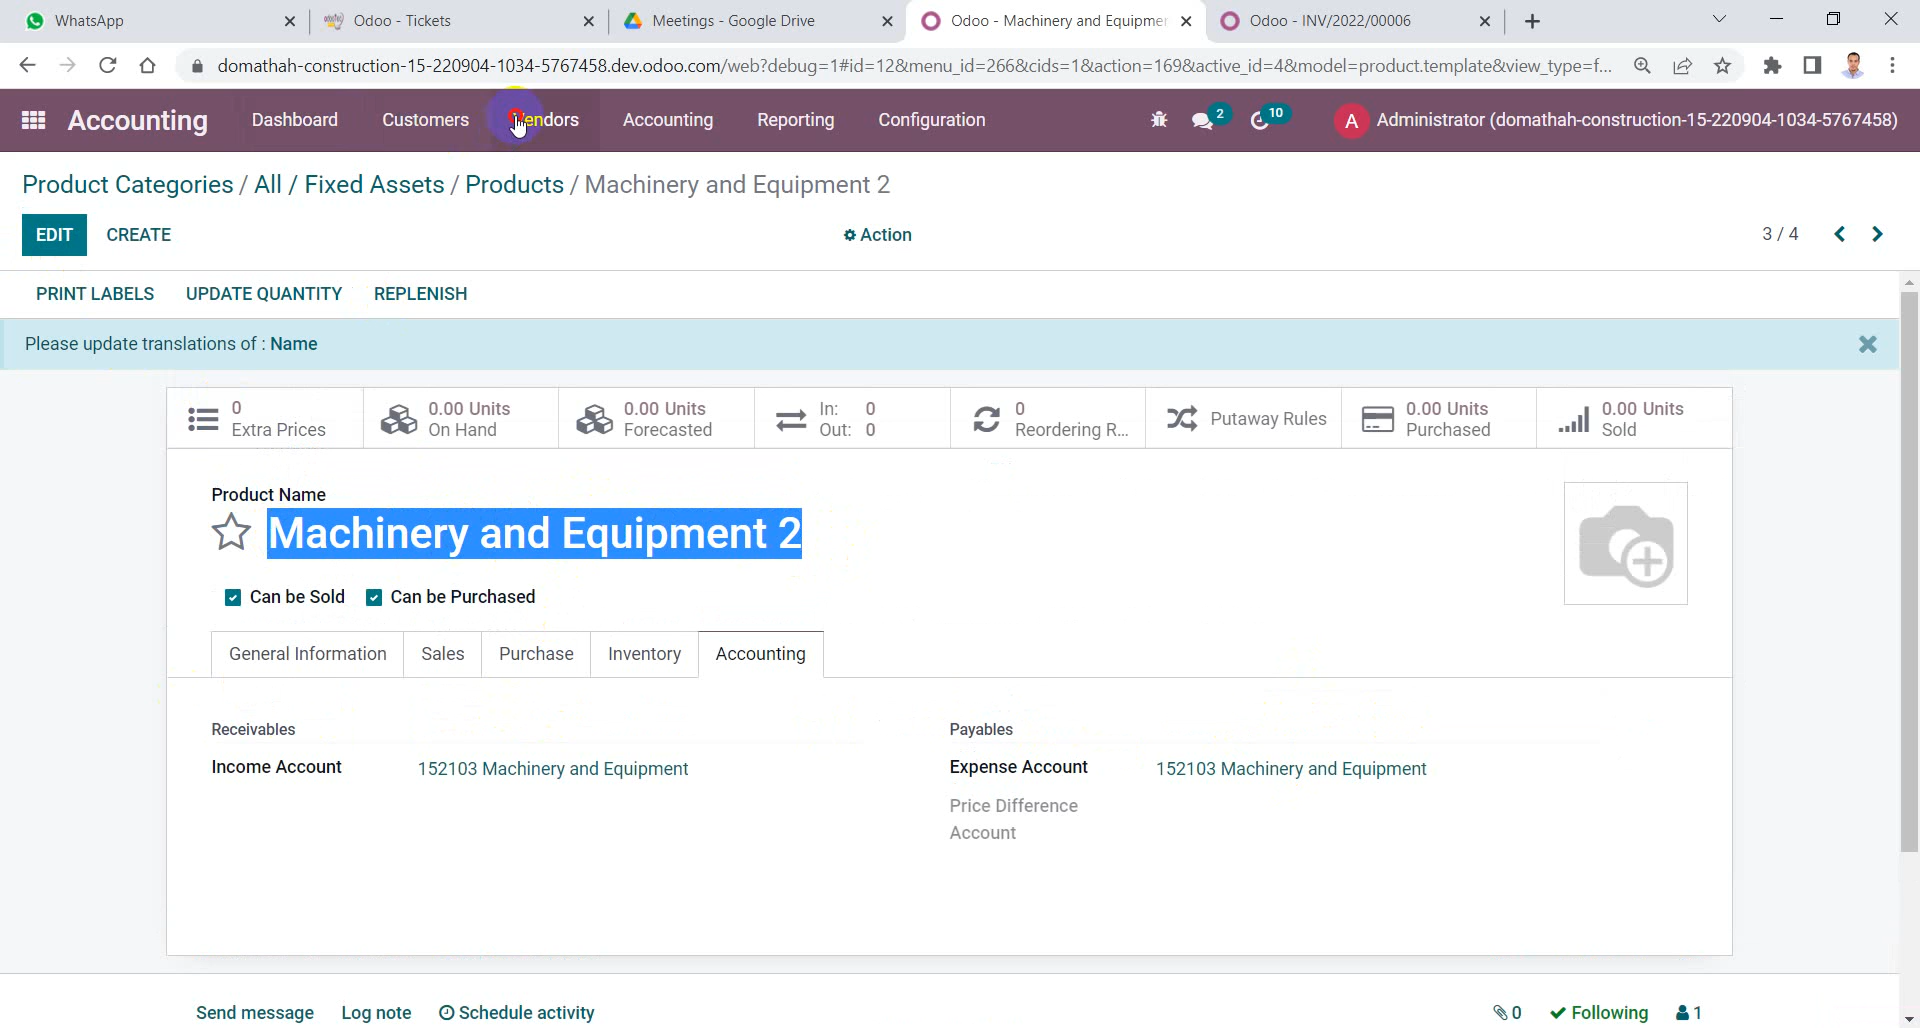 WhatsApp
Odoo - Tickets
Meetings - Google Drive
Odoo - Machinery and Equipmen
Odoo - INV/2022/00006
domathah-construction-15-220904-1034-5767458.dev.odoo.com/web?debug=1#id=12&menu_id=266&cids=1&action=169&active_id=4&model=product.template&view_type=f...
Accounting
Dashboard
Customers
Vendors
Accounting
Reporting
Configuration
2
10
A
Administrator (domathah-construction-15-220904-1034-5767458)
Product Categories / All / Fixed Assets / Products / Machinery and Equipment 2
EDIT
CREATE
Action
3 / 4
PRINT LABELS
UPDATE QUANTITY
REPLENISH
Please update translations of : Name
0
Extra Prices
0.00 Units
On Hand
0.00 Units
Forecasted
In: 0
Out: 0
0
Reordering R...
Putaway Rules
0.00 Units
Purchased
0.00 Units
Sold
Product Name
Machinery and Equipment 2
Can be Sold
Can be Purchased
General Information
Sales
Purchase
Inventory
Accounting
Receivables
Income Account
152103 Machinery and Equipment
Payables
Expense Account
152103 Machinery and Equipment
Price Difference
Account
Send message
Log note
Schedule activity
0
Following
1